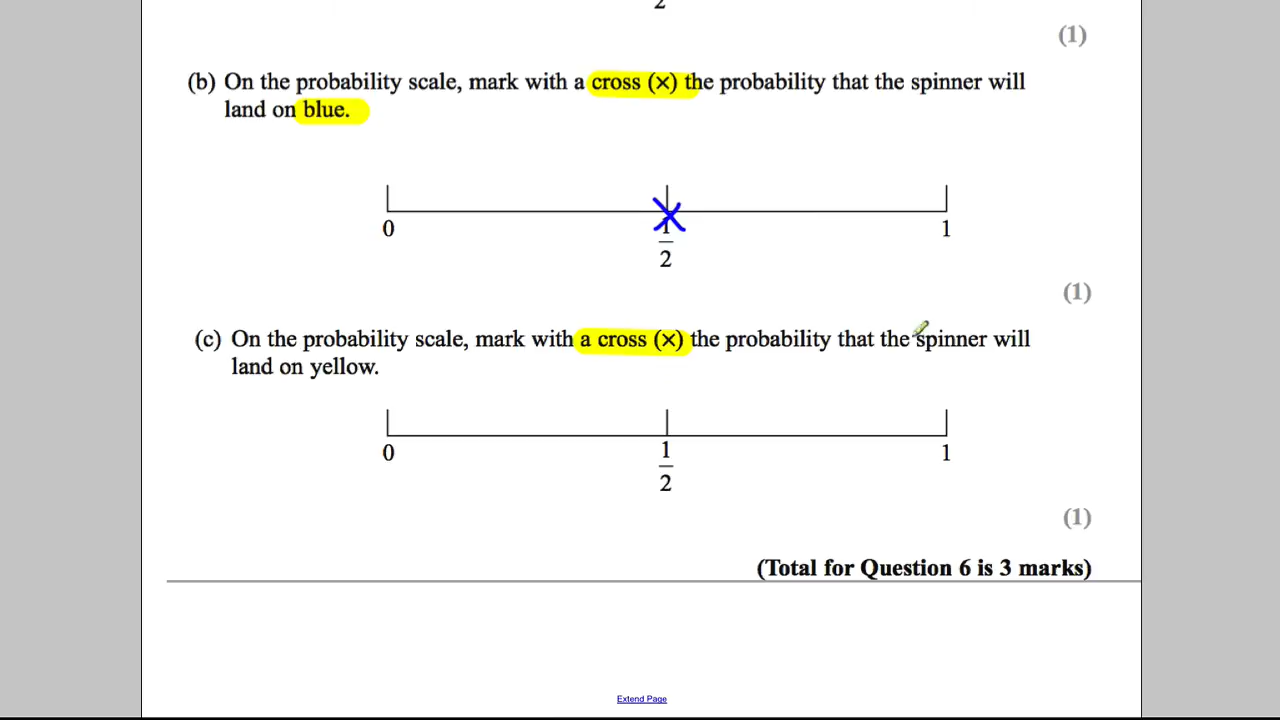 2
(1)
(b) On the probability scale, mark with a cross (×) the probability that the spinner will
land on blue.
0
1
1
2
(1)
(c) On the probability scale, mark with a cross (×) the probability that the spinner will
land on yellow.
0
1
1
2
(1)
(Total for Question 6 is 3 marks)
Extend Page